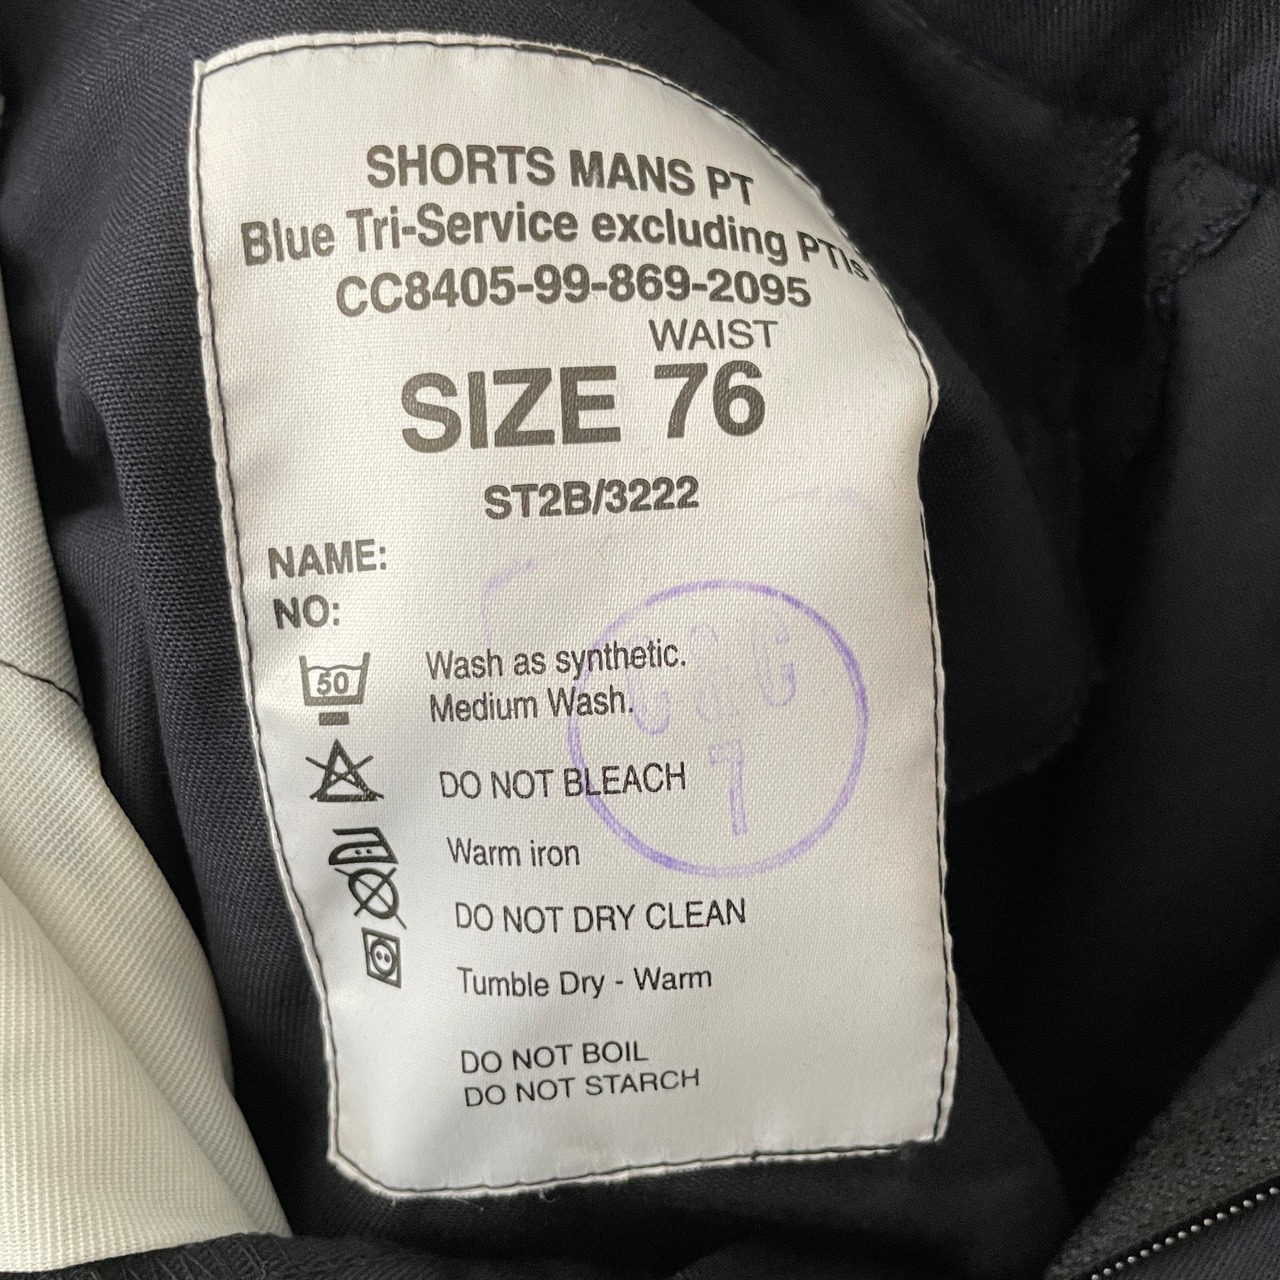 SHORTS MANS PT
Blue Tri-Service excluding PTIs
CC8405-99-869-2095
WAIST
SIZE 76
ST2B/3222
NAME:
NO:
50
Wash as synthetic.
Medium Wash.
DO NOT BLEACH
Warm iron
DO NOT DRY CLEAN
Tumble Dry - Warm
DO NOT BOIL
DO NOT STARCH
7